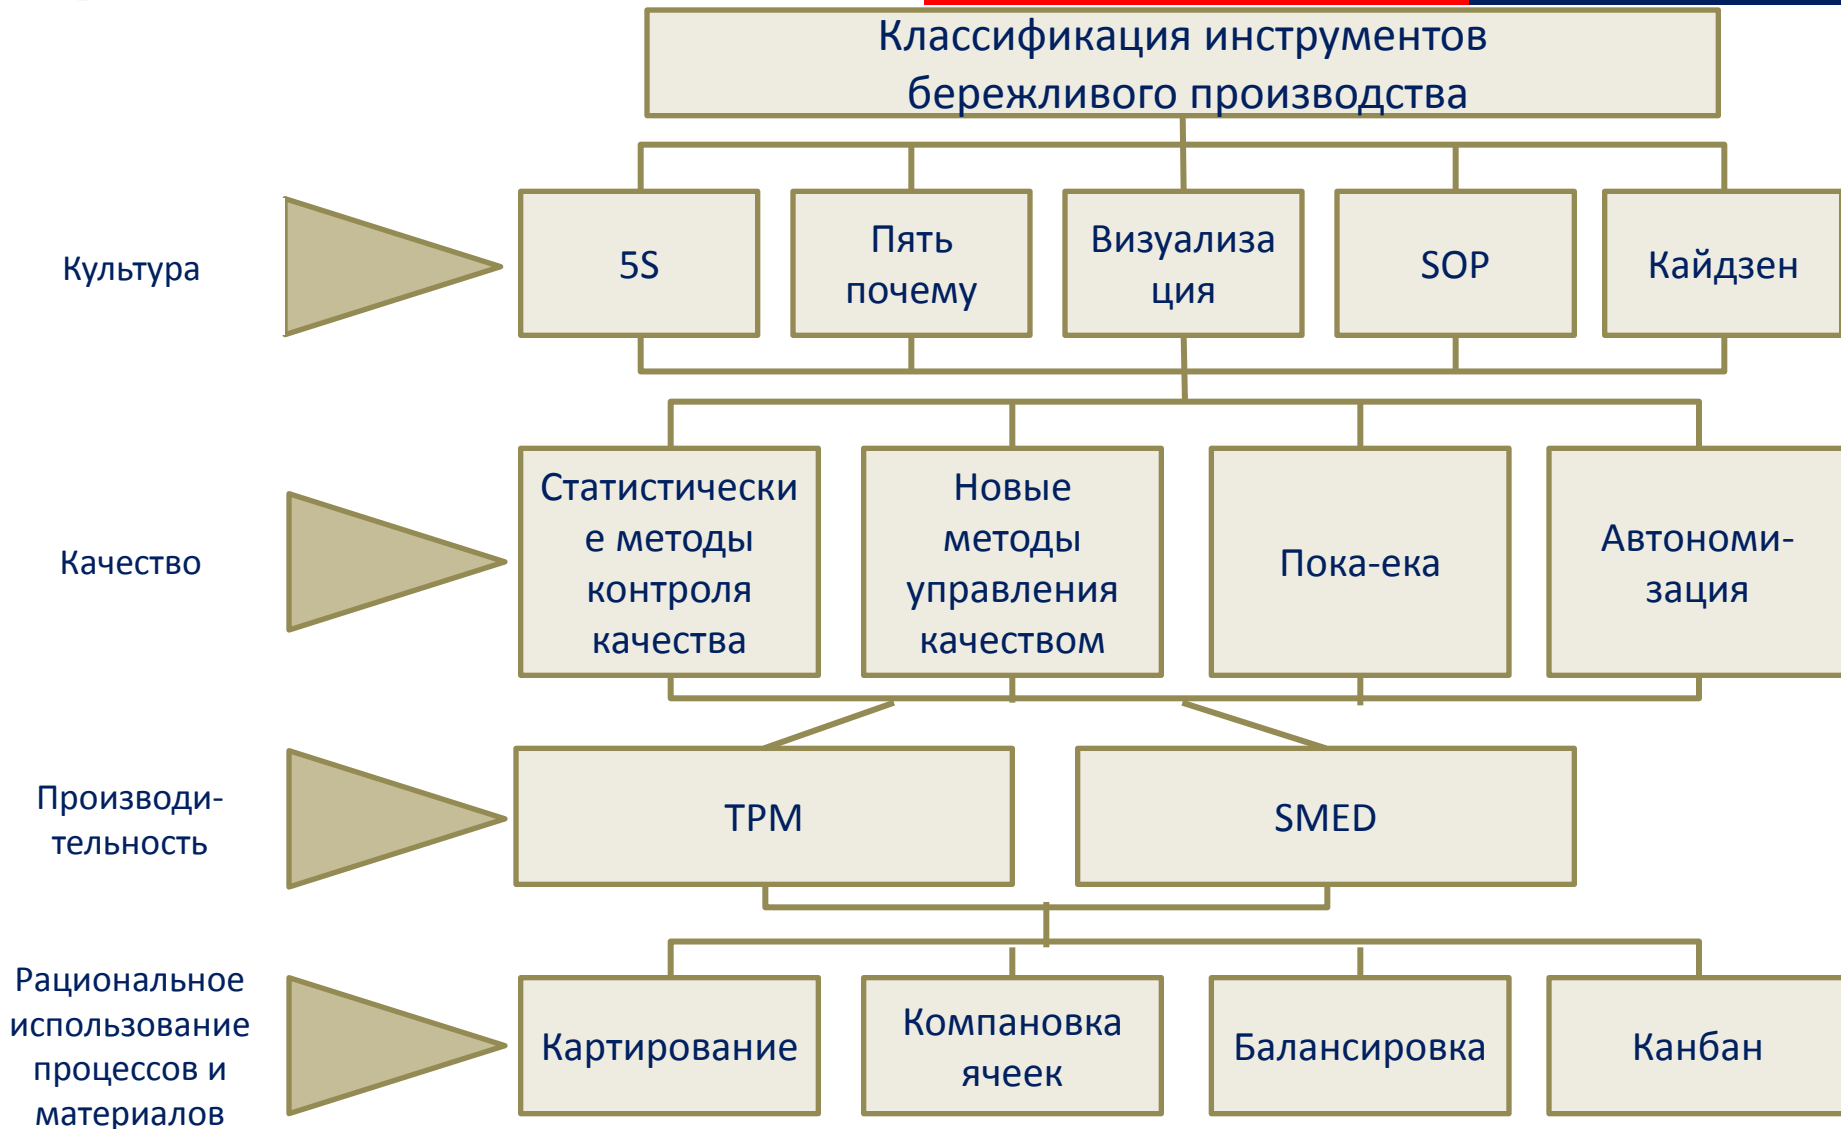 Классификация инструментов
бережливого производства
Культура
5S
Пять
почему
Визуализа
ция
SOP
Кайдзен
Качество
Статистически
е методы
контроля
качества
Новые
методы
управления
качеством
Пока-ека
Автономи-
зация
Производи-
тельность
TPM
SMED
Рациональное
использование
процессов и
материалов
Картирование
Компановка
ячеек
Балансировка
Канбан